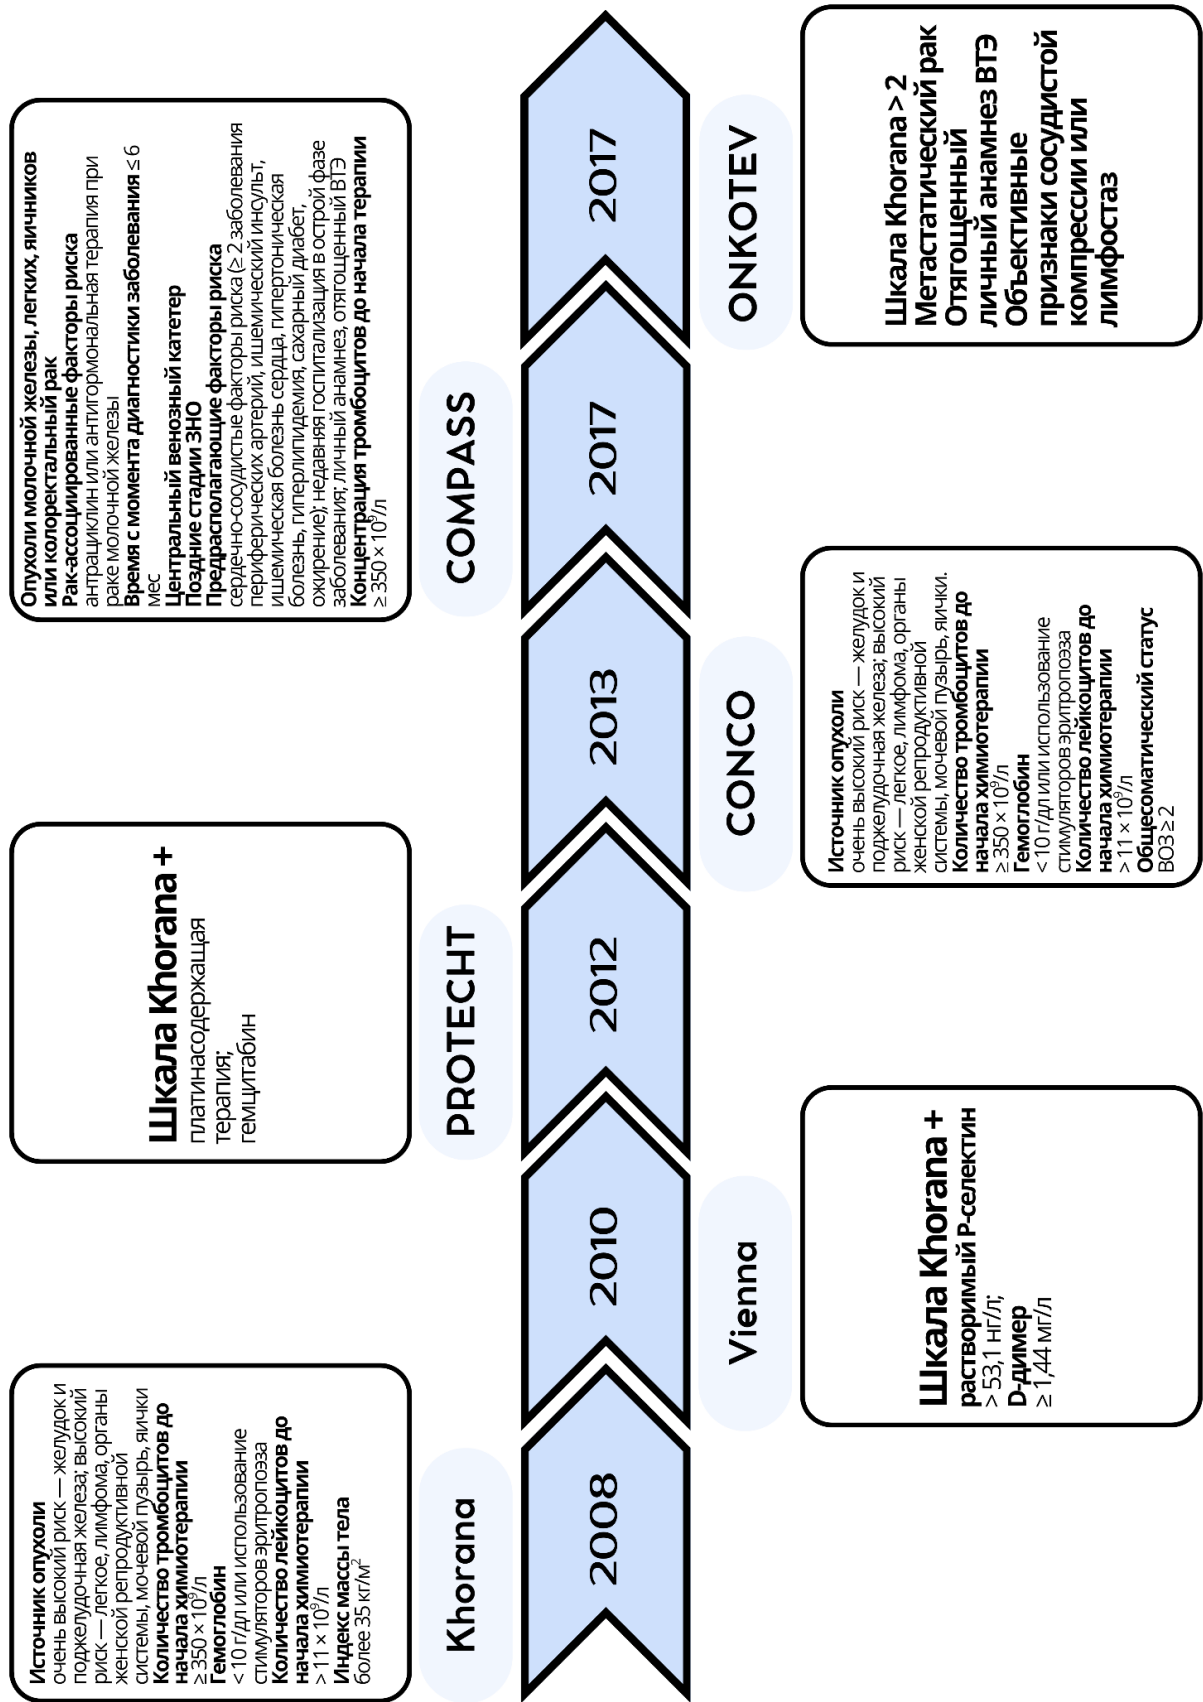 Опухоли молочной железы, легких, яичников
или колоректальный рак
Рак-ассоциированные факторы риска
антрациклин или антигормональная терапия при
раке молочной железы
Время с момента диагностики заболевания ≤ 6
мес
Центральный венозный катетер
Поздние стадии ЗНО
Предрасполагающие факторы риска
сердечно-сосудистые факторы риска (≥ 2 заболевания
периферических артерий, ишемический инсульт,
ишемическая болезнь сердца, гипертоническая
болезнь, гиперлипидемия, сахарный диабет,
ожирение); недавняя госпитализация в острой фазе
заболевания; личный анамнез, отягощенный ВТЭ
Концентрация тромбоцитов до начала терапии
≥ 350 × 10⁹/л
Шкала Khorana +
платинасодержащая
терапия;
гемцитабин
Источник опухоли
очень высокий риск — желудок и
поджелудочная железа; высокий
риск — легкое, лимфома, органы
женской репродуктивной
системы, мочевой пузырь, яички
Количество тромбоцитов до
начала химиотерапии
≥ 350 × 10⁹/л
Гемоглобин
< 10 г/дл или использование
стимуляторов эритропоэза
Количество лейкоцитов до
начала химиотерапии
> 11 × 10⁹/л
Индекс массы тела
более 35 кг/м²
Khorana
PROTECHT
COMPASS
2008
2010
2012
2013
2017
2017
Vienna
CONCO
ONKOTEV
Шкала Khorana +
растворимый Р-селектин
> 53,1 нг/л;
D-димер
≥ 1,44 мг/л
Источник опухоли
очень высокий риск — желудок и
поджелудочная железа; высокий
риск — легкое, лимфома, органы
женской репродуктивной
системы, мочевой пузырь, яички.
Количество тромбоцитов до
начала химиотерапии
≥ 350 × 10⁹/л
Гемоглобин
< 10 г/дл или использование
стимуляторов эритропоэза
Количество лейкоцитов до
начала химиотерапии
> 11 × 10⁹/л
Общесоматический статус
ВОЗ ≥ 2
Шкала Khorana > 2
Метастатический рак
Отягощенный
личный анамнез ВТЭ
Объективные
признаки сосудистой
компрессии или
лимфостаз